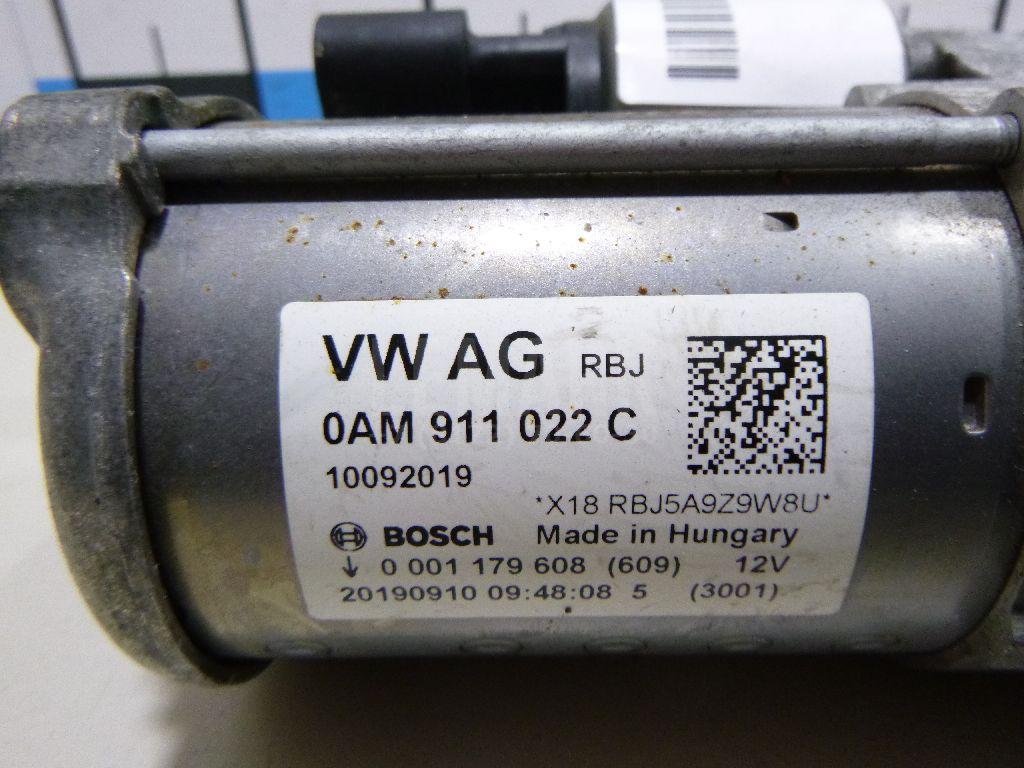 VW AG RBJ
0AM 911 022 C
10092019
*X18 RBJ5A9Z9W8U*
BOSCH Made in Hungary
↓ 0 001 179 608 (609) 12V
20190910 09:48:08 5 (3001)